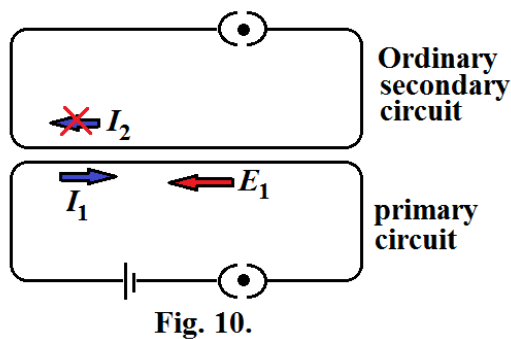 Ordinary
secondary
circuit
I₂
I₁
E₁
primary
circuit
Fig. 10.